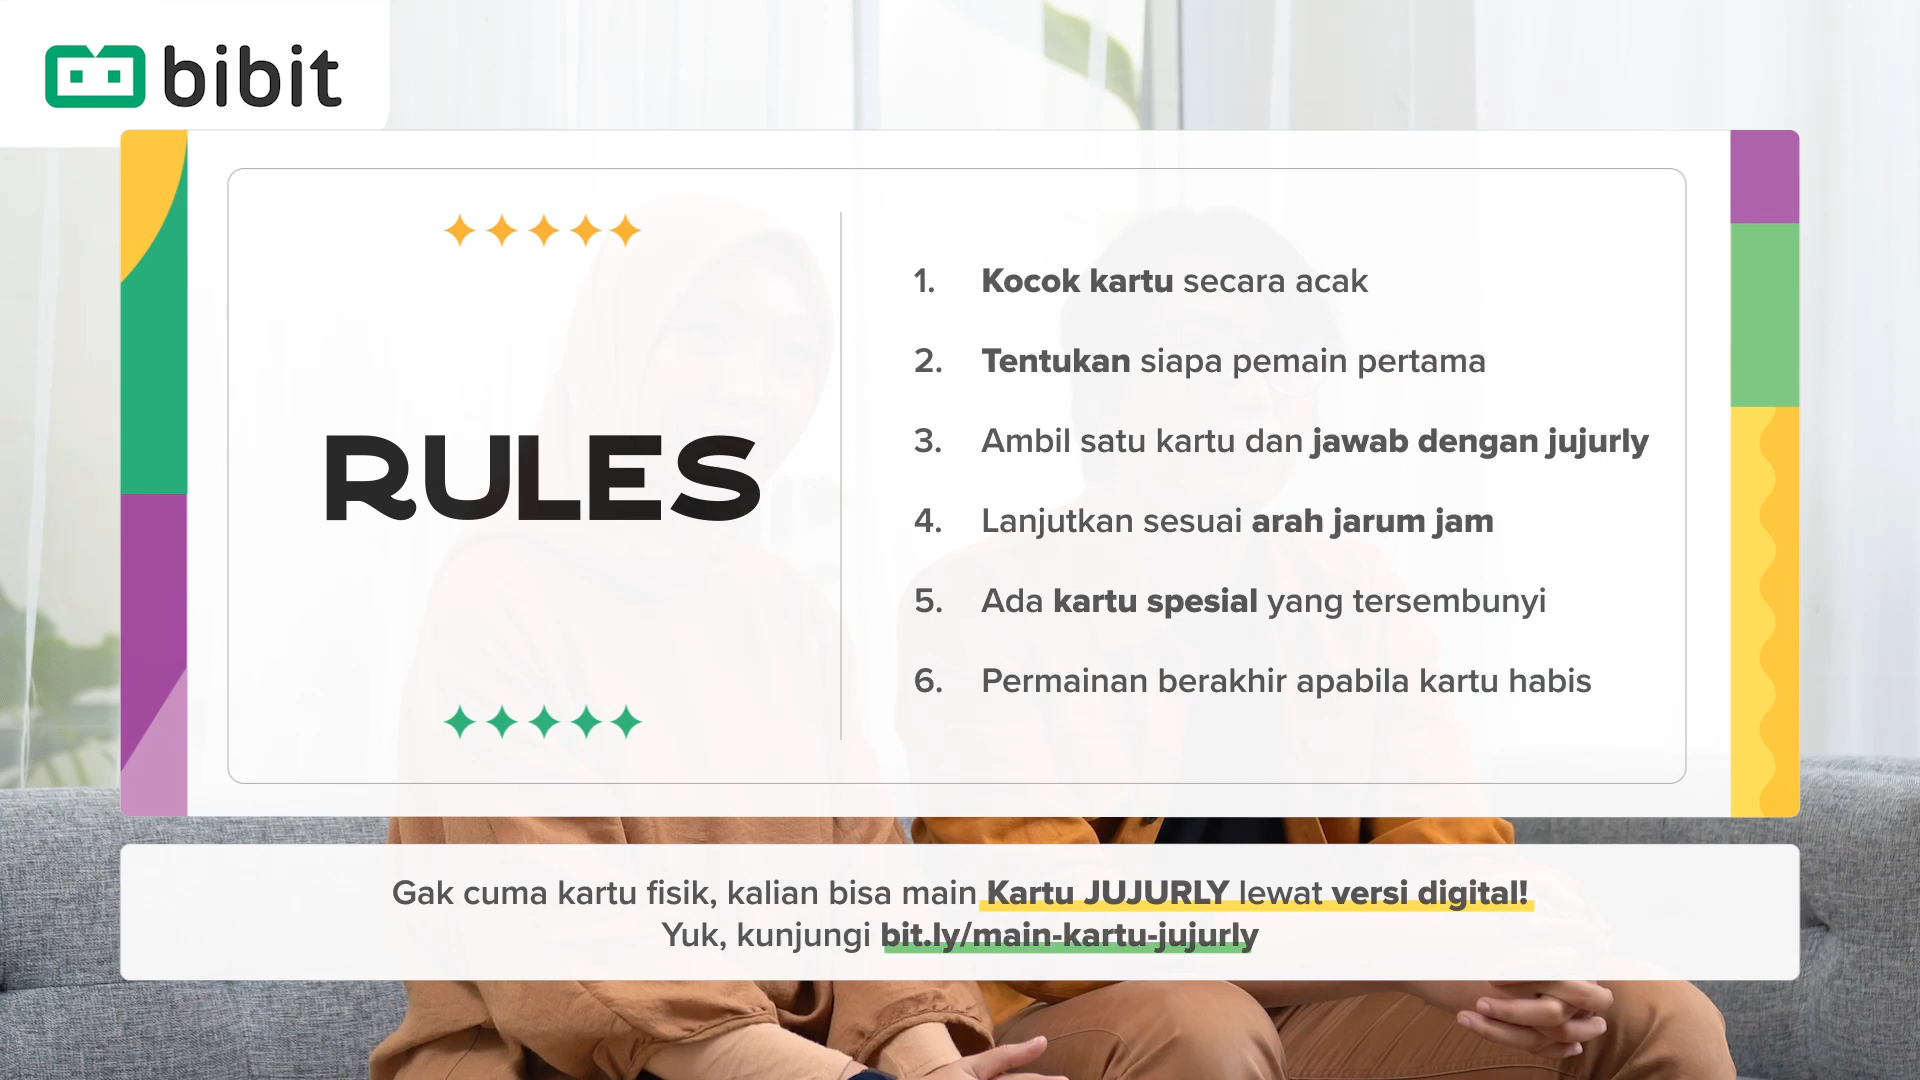 bibit
RULES
1. Kocok kartu secara acak
2. Tentukan siapa pemain pertama
3. Ambil satu kartu dan jawab dengan jujurly
4. Lanjutkan sesuai arah jarum jam
5. Ada kartu spesial yang tersembunyi
6. Permainan berakhir apabila kartu habis
Gak cuma kartu fisik, kalian bisa main Kartu JUJURLY lewat versi digital!
Yuk, kunjungi bit.ly/main-kartu-jujurly